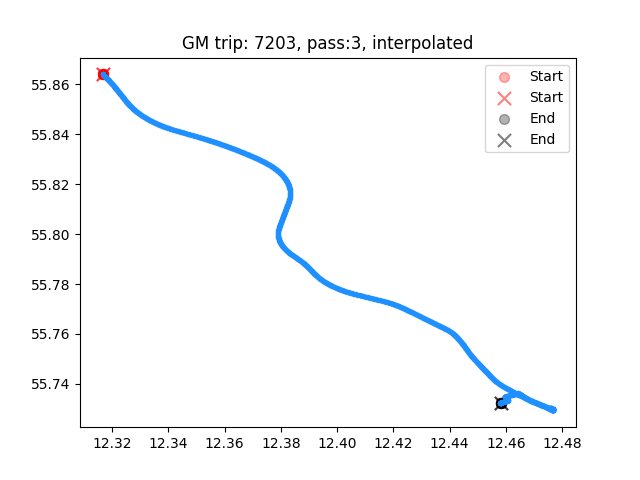 GM trip: 7203, pass:3, interpolated
Start
Start
End
End
55.86
55.84
55.82
55.80
55.78
55.76
55.74
12.32 12.34 12.36 12.38 12.40 12.42 12.44 12.46 12.48